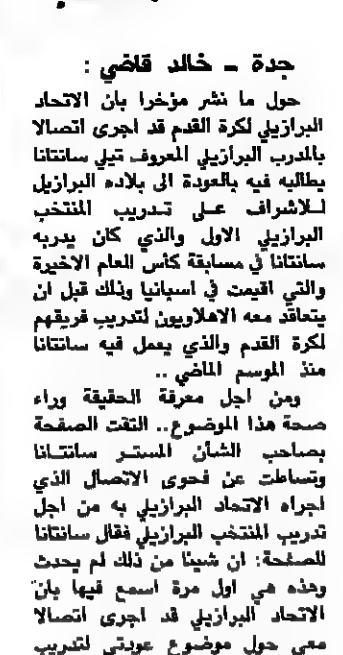 جدة – خالد قاضي :
حول ما نشر مؤخرا بان الاتحاد
البرازيلي لكرة القدم قد اجرى اتصالا
بالمدرب البرازيلي المعروف تيلي سانتانا
يطالبه فيه بالعودة الى بلاده البرازيل
للاشراف على تدريب المنتخب
البرازيلي الاول والذي كان يدربه
سانتانا في مسابقة كأس العام الاخيرة
والتي اقيمت في اسبانيا وذلك قبل ان
يتعاقد معه الاهلاويون لتدريب فريقهم
لكرة القدم والذي يعمل فيه سانتانا
منذ الموسم الماضي ..
ومن اجل معرفة الحقيقة وراء
صحة هذا الموضوع.. التقت الصفحة
بصاحب الشأن المستر سانتانا
وتساءلت عن فحوى الاتصال الذي
اجراه الاتحاد البرازيلي به من اجل
تدريب المنتخب البرازيلي فقال سانتانا
للصفحة: ان شيئا من ذلك لم يحدث
وهذه هي اول مرة اسمع فيها بان
الاتحاد البرازيلي قد اجرى اتصالا
معي حول موضوع عودتي لتدريب